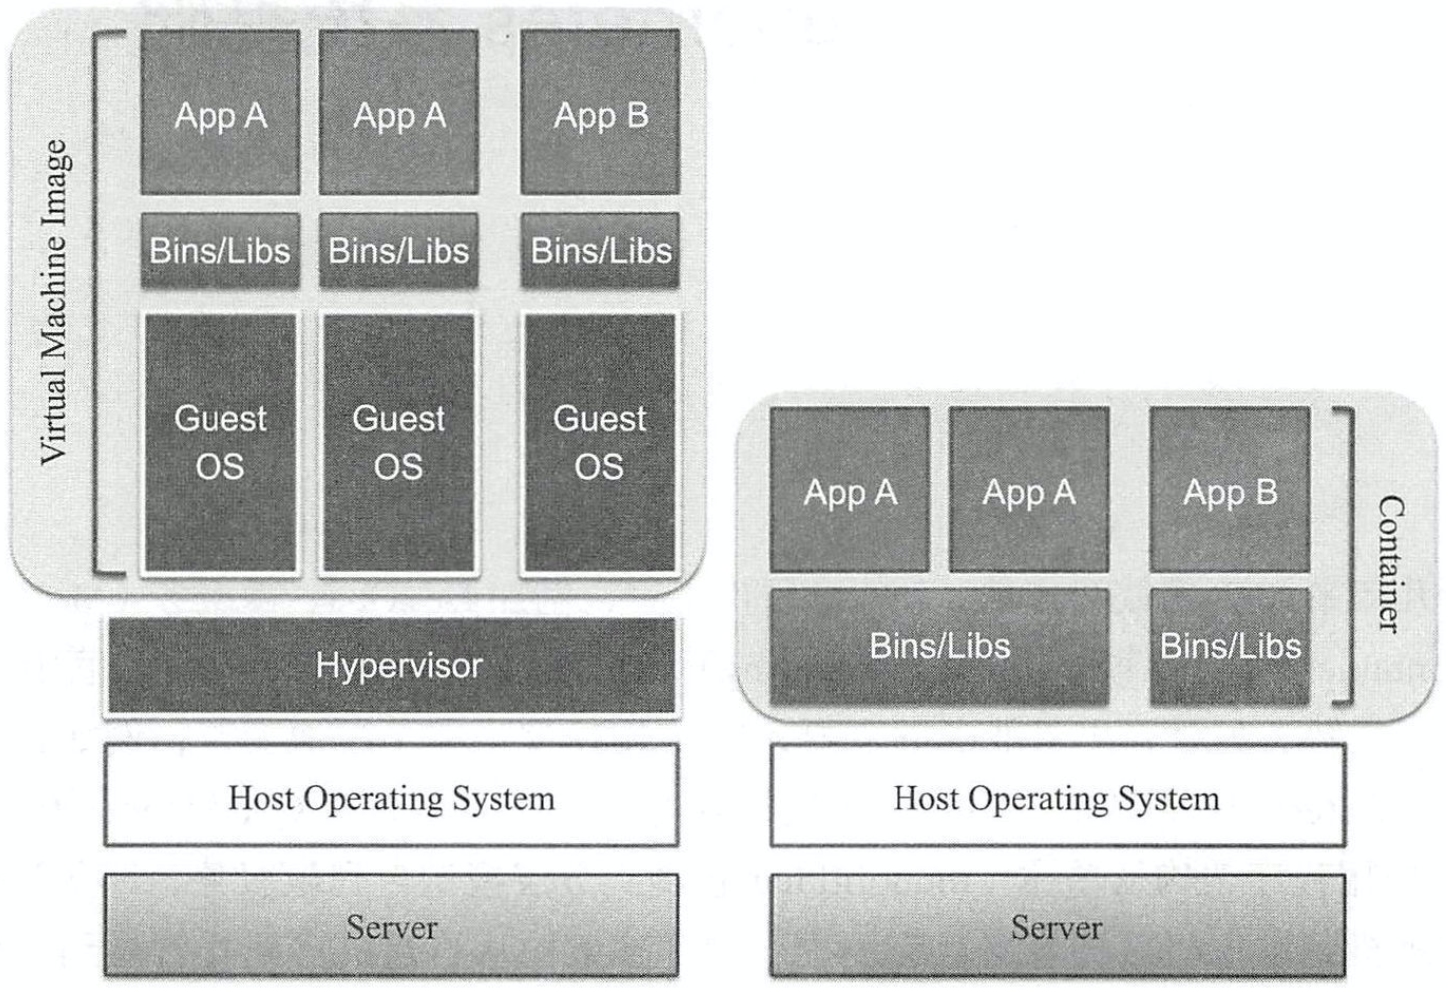 Virtual Machine Image
App A
App A
App B
Bins/Libs
Bins/Libs
Bins/Libs
Guest
OS
Guest
OS
Guest
OS
Hypervisor
Host Operating System
Server
App A
App A
App B
Bins/Libs
Bins/Libs
Container
Host Operating System
Server